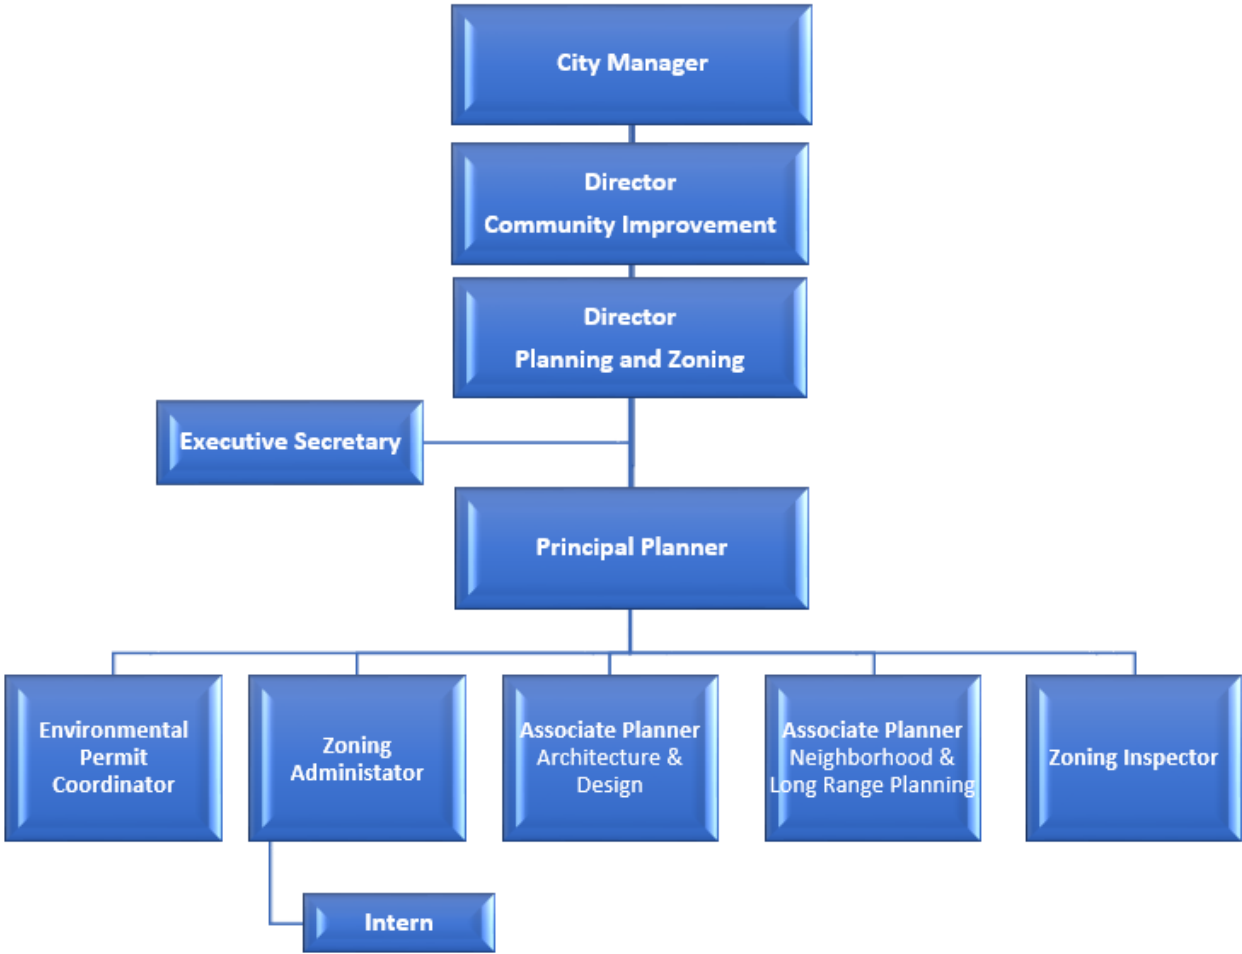 City Manager
Director
Community Improvement
Director
Planning and Zoning
Executive Secretary
Principal Planner
Environmental
Permit
Coordinator
Zoning
Administator
Associate Planner
Architecture &
Design
Associate Planner
Neighborhood &
Long Range Planning
Zoning Inspector
Intern